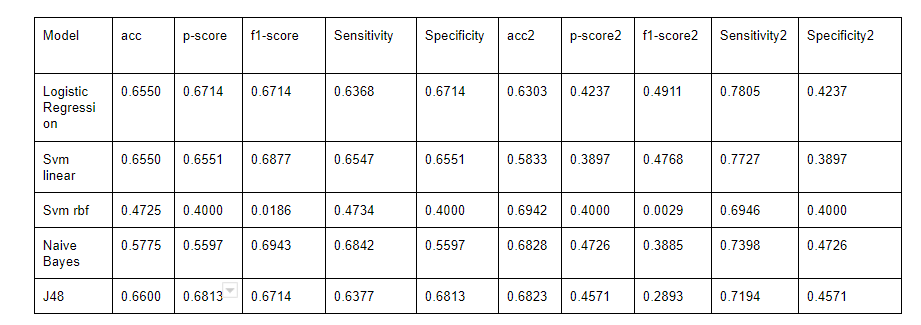 Model acc p-score f1-score Sensitivity Specificity acc2 p-score2 f1-score2 Sensitivity2 Specificity2
Logistic 0.6550 0.6714 0.6714 0.6368 0.6714 0.6303 0.4237 0.4911 0.7805 0.4237
Regressi
on
Svm 0.6550 0.6551 0.6877 0.6547 0.6551 0.5833 0.3897 0.4768 0.7727 0.3897
linear
Svm rbf 0.4725 0.4000 0.0186 0.4734 0.4000 0.6942 0.4000 0.0029 0.6946 0.4000
Naive 0.5775 0.5597 0.6943 0.6842 0.5597 0.6828 0.4726 0.3885 0.7398 0.4726
Bayes
J48 0.6600 0.6813 0.6714 0.6377 0.6813 0.6823 0.4571 0.2893 0.7194 0.4571